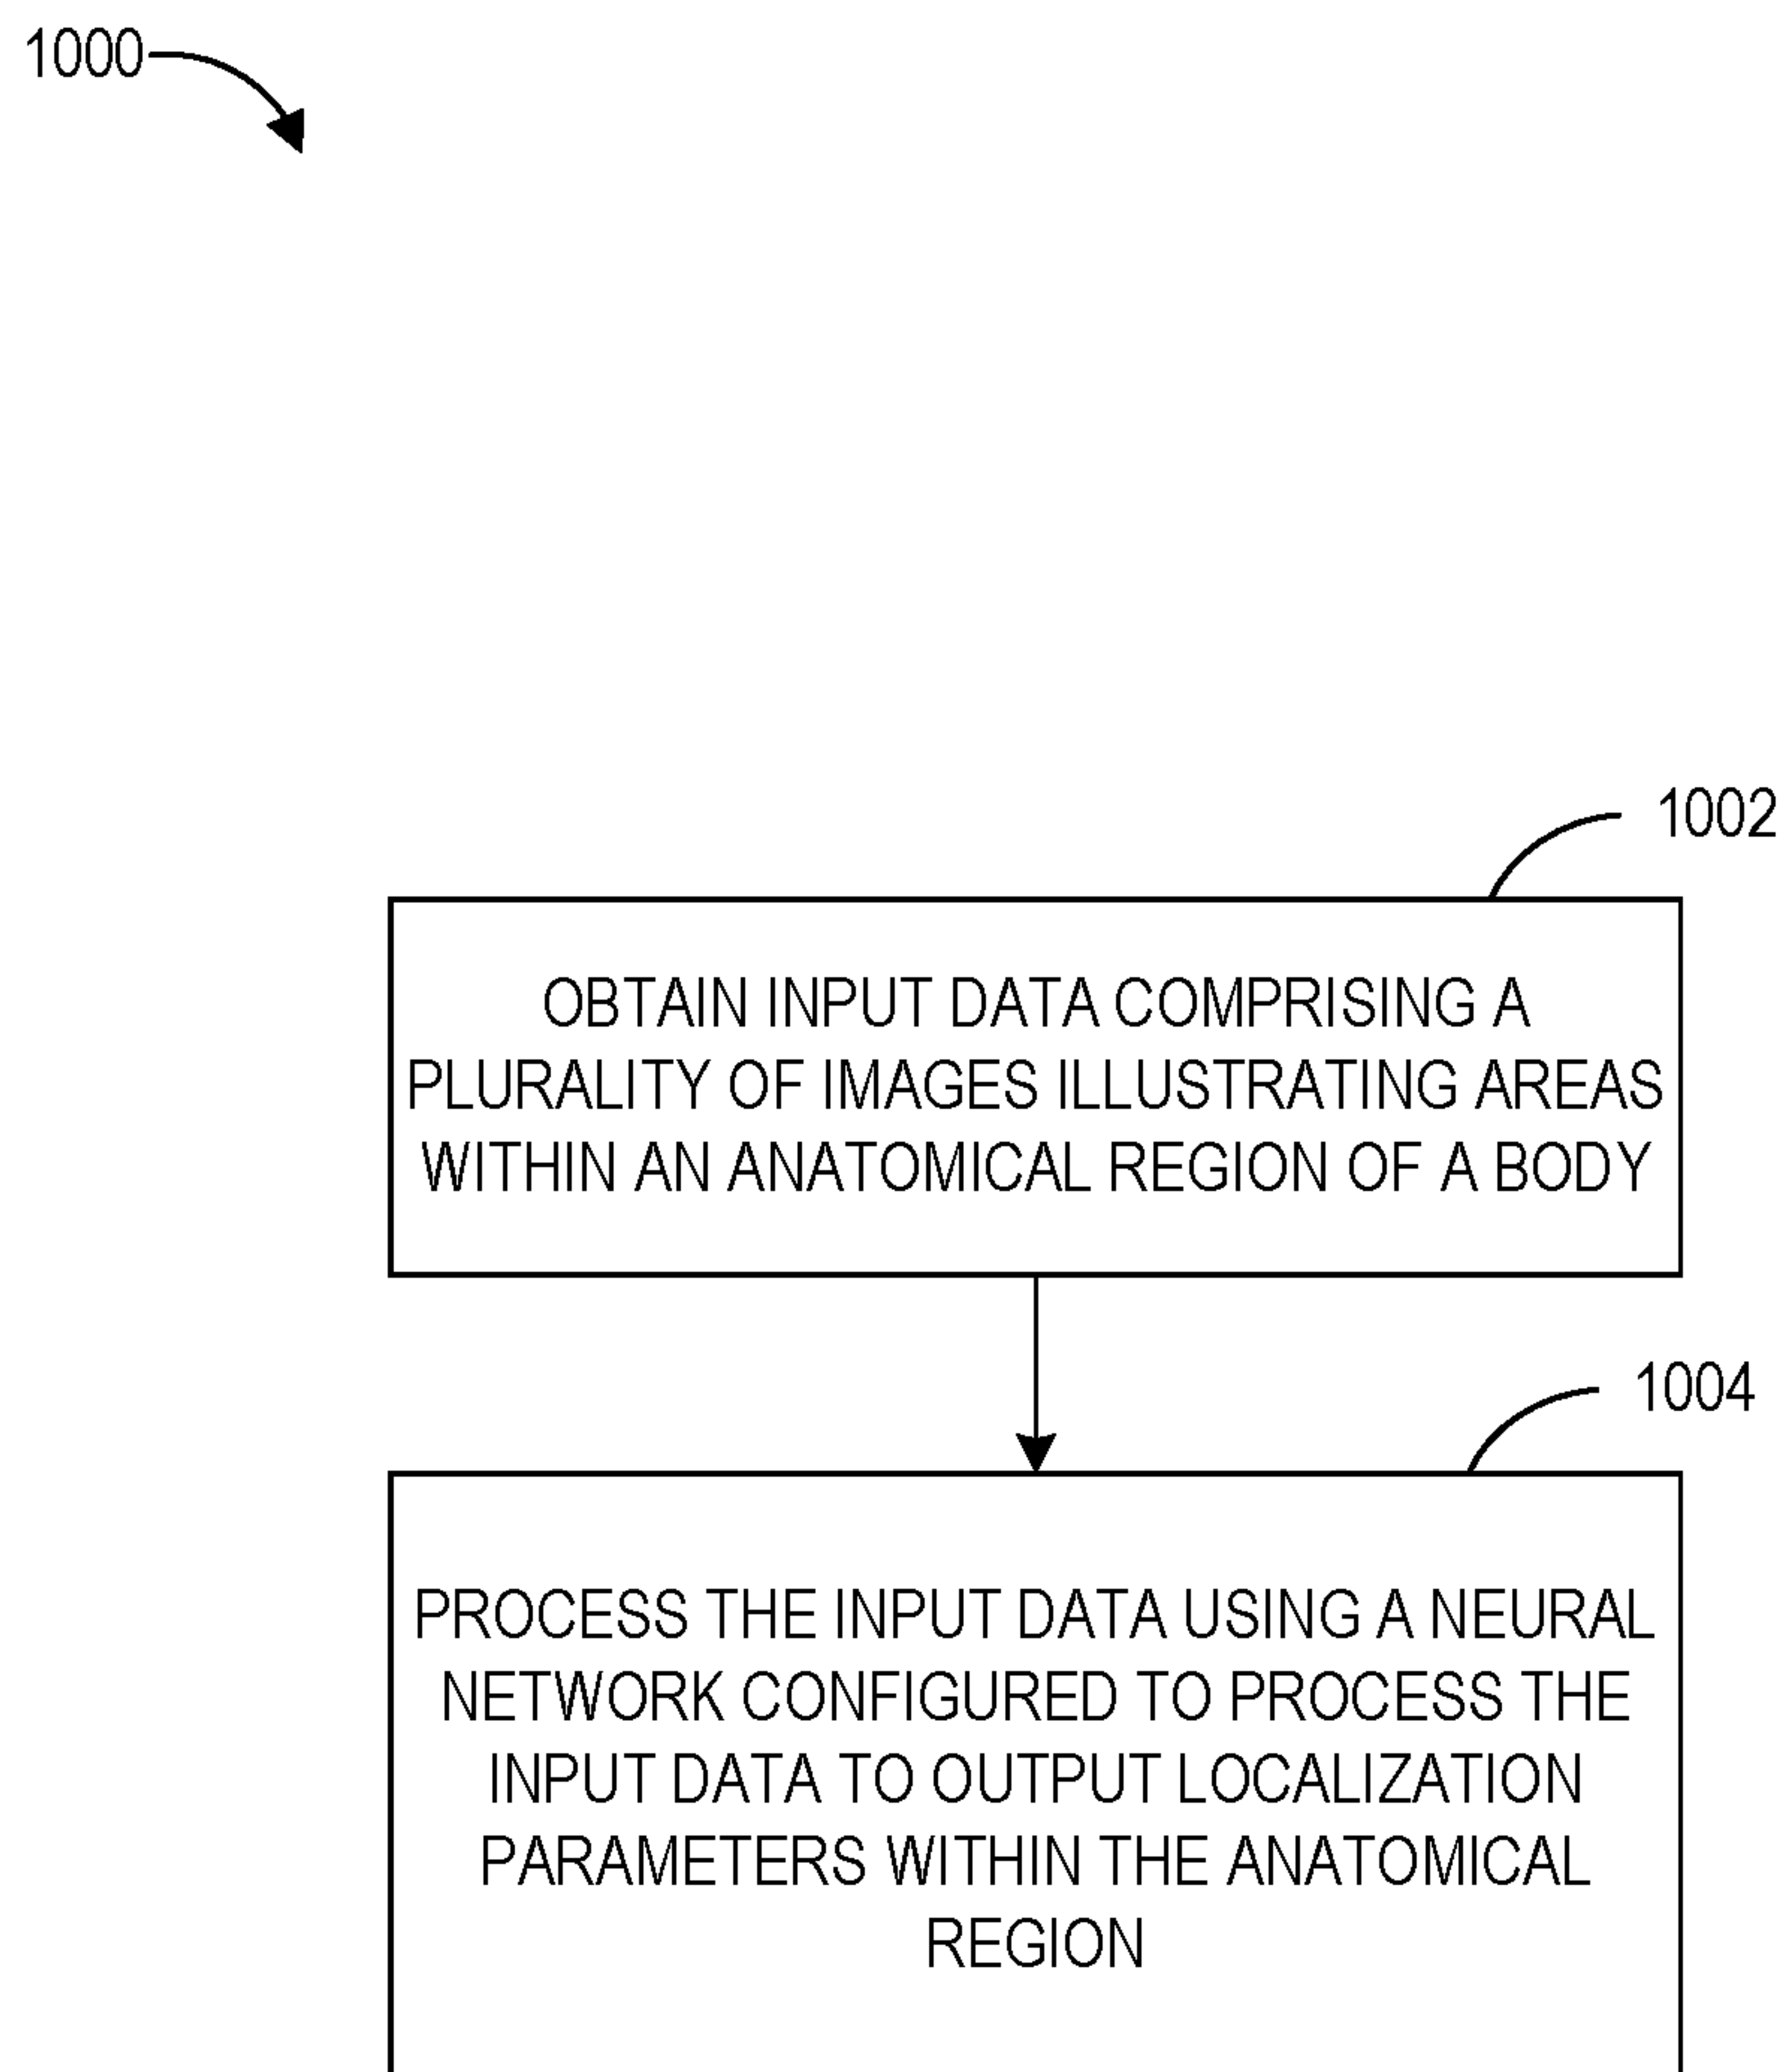 1000
1002
OBTAIN INPUT DATA COMPRISING A
PLURALITY OF IMAGES ILLUSTRATING AREAS
WITHIN AN ANATOMICAL REGION OF A BODY
1004
PROCESS THE INPUT DATA USING A NEURAL
NETWORK CONFIGURED TO PROCESS THE
INPUT DATA TO OUTPUT LOCALIZATION
PARAMETERS WITHIN THE ANATOMICAL
REGION